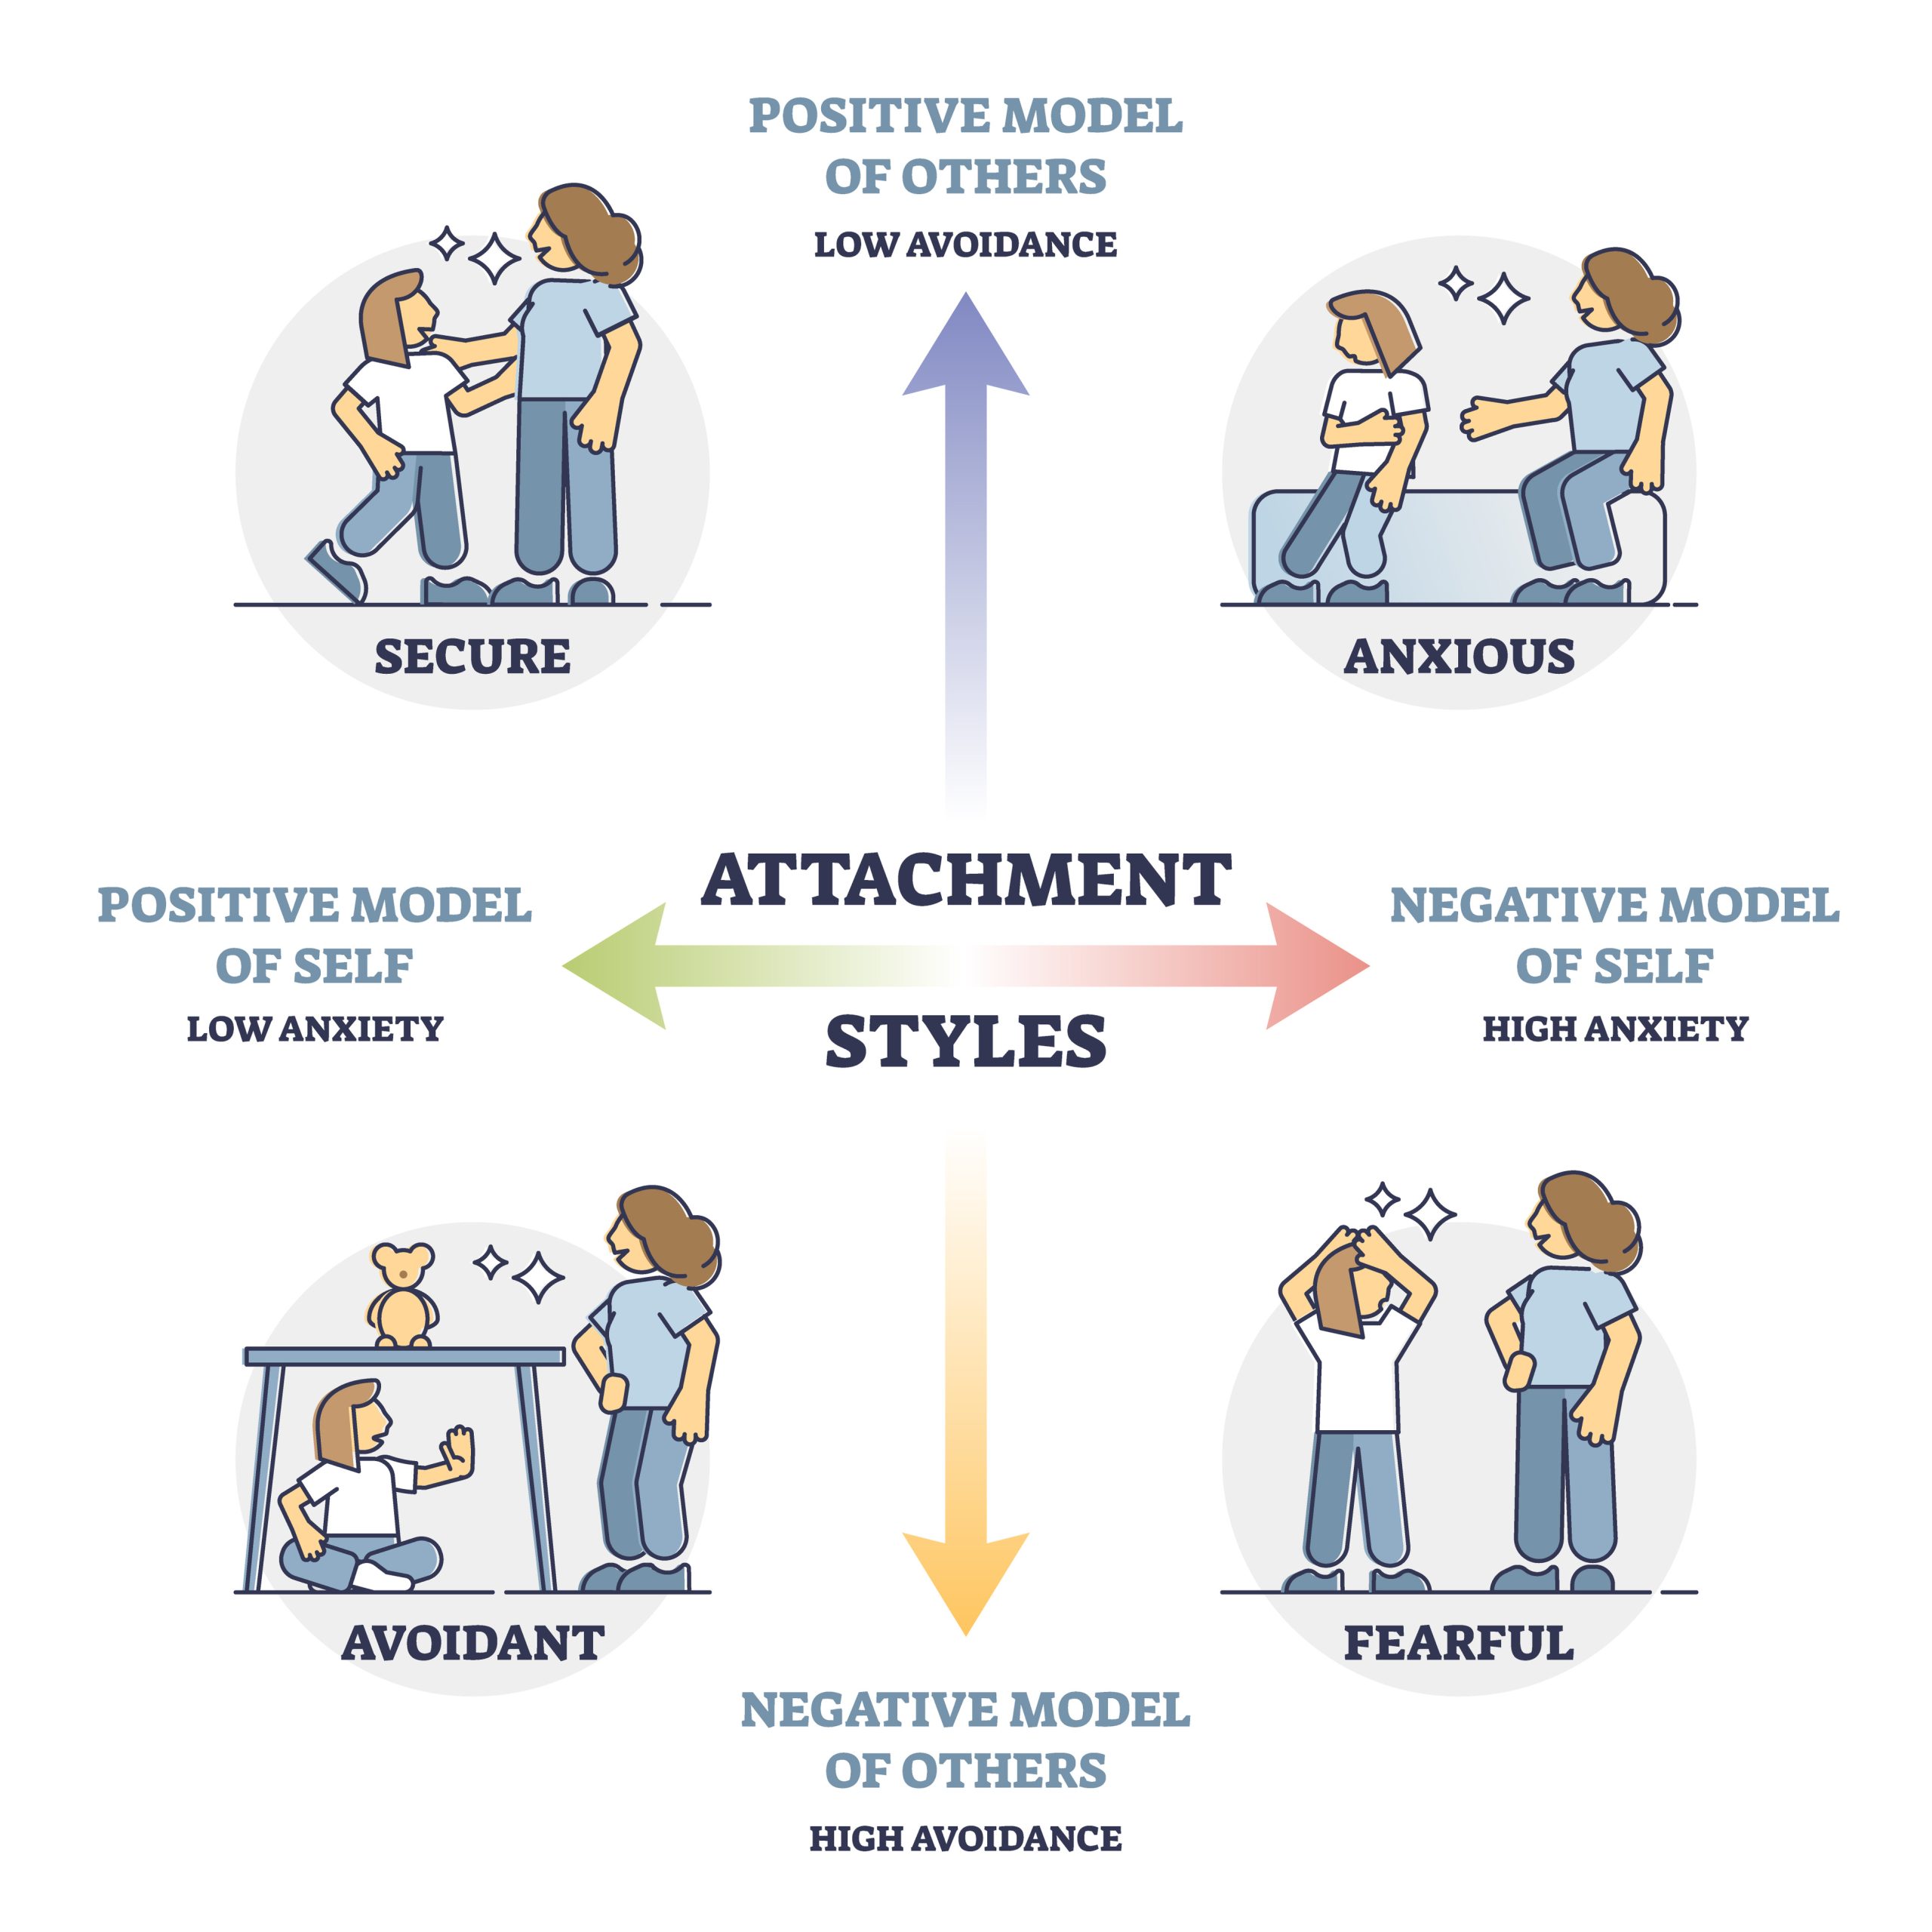 POSITIVE MODEL
OF OTHERS
LOW AVOIDANCE
SECURE
ANXIOUS
ATTACHMENT
STYLES
POSITIVE MODEL
OF SELF
LOW ANXIETY
NEGATIVE MODEL
OF SELF
HIGH ANXIETY
AVOIDANT
FEARFUL
NEGATIVE MODEL
OF OTHERS
HIGH AVOIDANCE